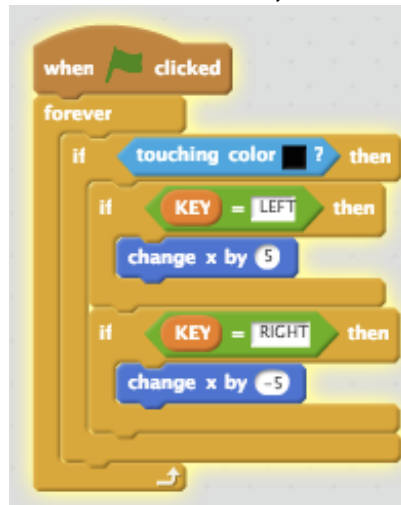 when clicked
forever
if touching color ? then
if KEY = LEFT then
change x by 5
if KEY = RIGHT then
change x by -5